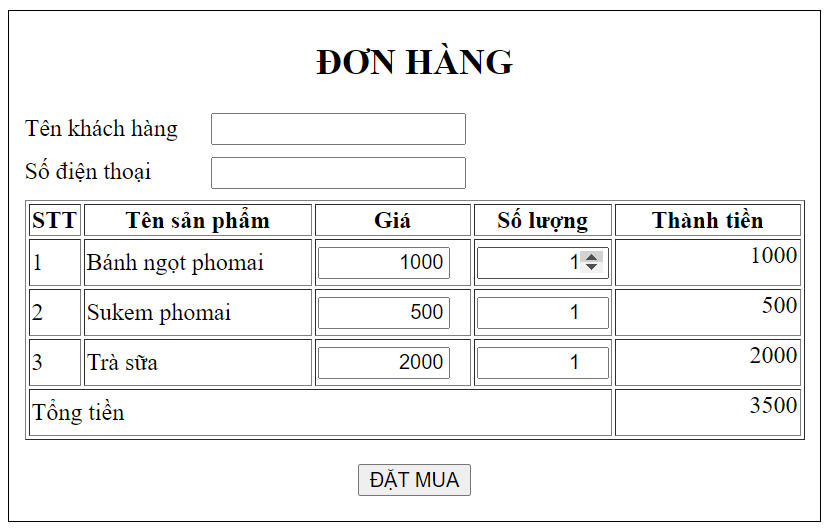 ĐƠN HÀNG
Tên khách hàng
Số điện thoại
STT Tên sản phẩm Giá Số lượng Thành tiền
1 Bánh ngọt phomai 1000 1 1000
2 Sukem phomai 500 1 500
3 Trà sữa 2000 1 2000
Tổng tiền 3500
ĐẶT MUA